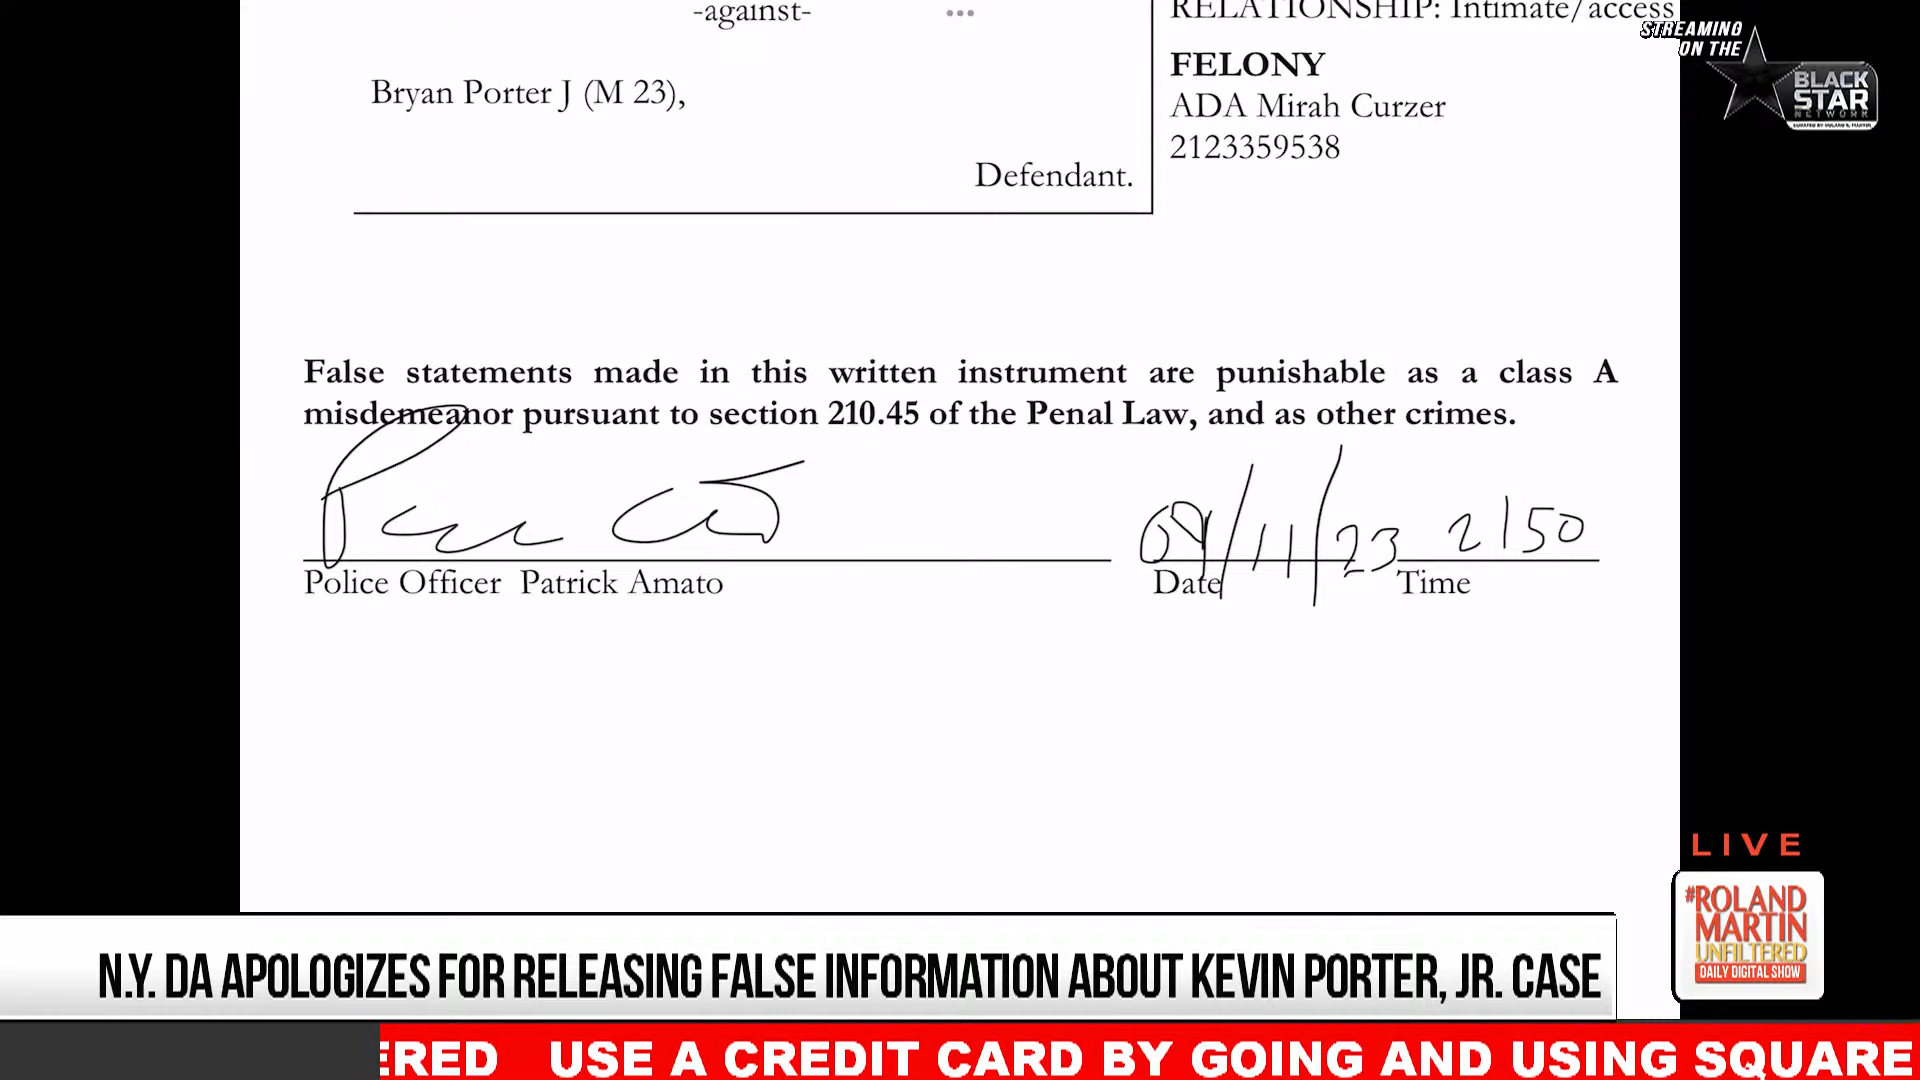 -against-
RELATIONSHIP: Intimate/access
STREAMING
ON THE
BLACK
STAR
NETWORK
FELONY
Bryan Porter J (M 23),
ADA Mirah Curzer
2123359538
Defendant.
False statements made in this written instrument are punishable as a class A
misdemeanor pursuant to section 210.45 of the Penal Law, and as other crimes.
09/11/23 2150
Police Officer Patrick Amato
Date
Time
LIVE
#ROLAND
MARTIN
UNFILTERED
DAILY DIGITAL SHOW
N.Y. DA APOLOGIZES FOR RELEASING FALSE INFORMATION ABOUT KEVIN PORTER, JR. CASE
ERED USE A CREDIT CARD BY GOING AND USING SQUARE